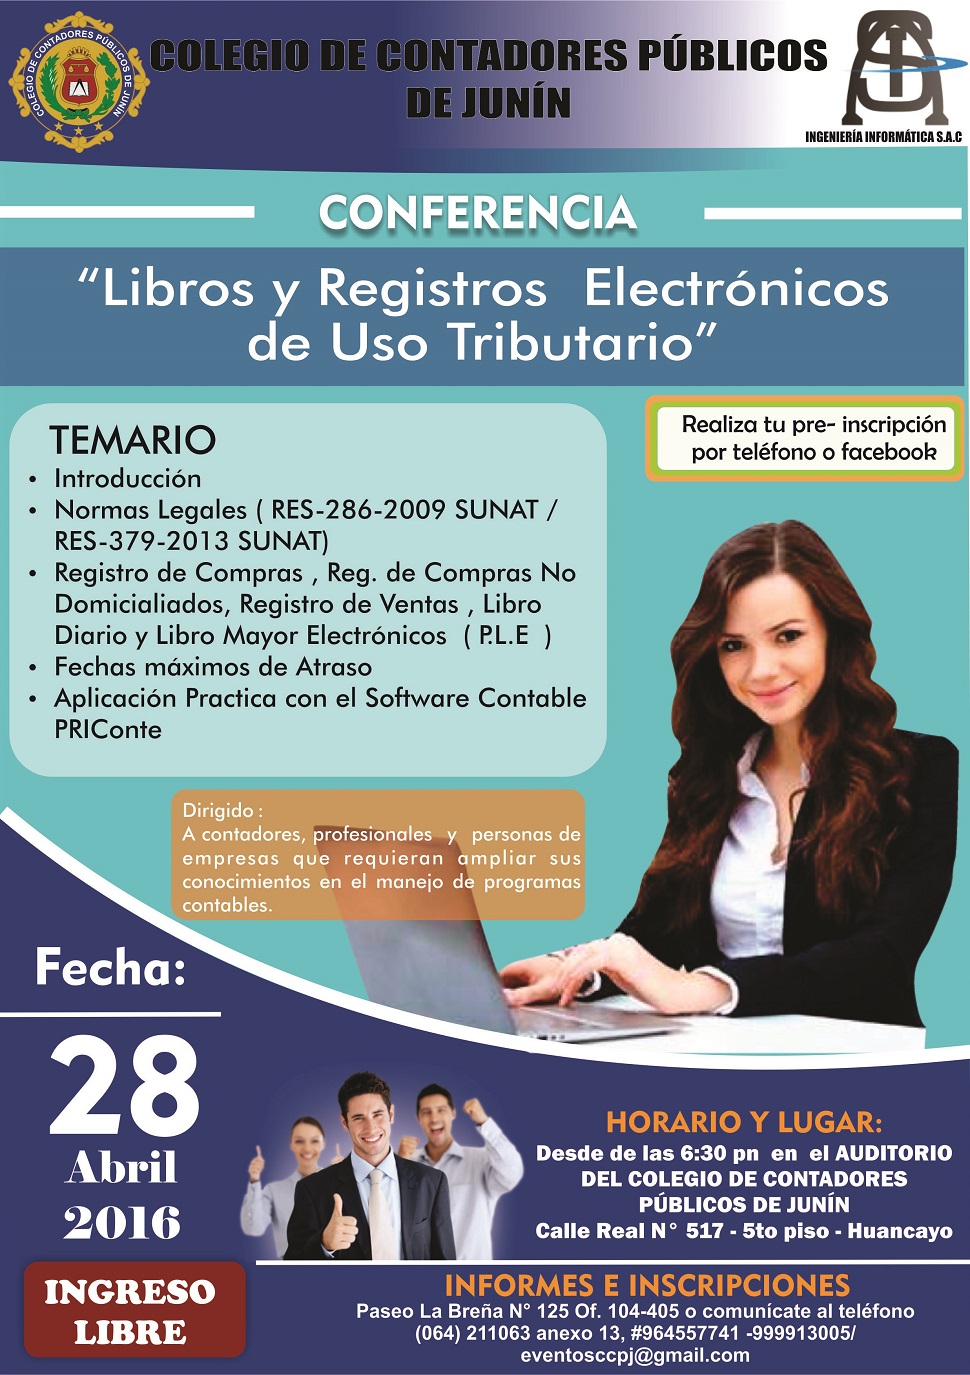 COLEGIO DE CONTADORES PÚBLICOS DE JUNÍN
COLEGIO DE CONTADORES PÚBLICOS
DE JUNÍN
INGENIERÍA INFORMÁTICA S.A.C
CONFERENCIA
“Libros y Registros Electrónicos
de Uso Tributario”
Realiza tu pre- inscripción
por teléfono o facebook
TEMARIO
• Introducción
• Normas Legales ( RES-286-2009 SUNAT /
RES-379-2013 SUNAT)
• Registro de Compras , Reg. de Compras No
Domicialiados, Registro de Ventas , Libro
Diario y Libro Mayor Electrónicos ( P.L.E )
• Fechas máximos de Atraso
• Aplicación Practica con el Software Contable
PRIConte
Dirigido :
A contadores, profesionales y personas de
empresas que requieran ampliar sus
conocimientos en el manejo de programas
contables.
Fecha:
28
Abril
2016
INGRESO
LIBRE
HORARIO Y LUGAR:
Desde de las 6:30 pn en el AUDITORIO
DEL COLEGIO DE CONTADORES
PÚBLICOS DE JUNÍN
Calle Real N° 517 - 5to piso - Huancayo
INFORMES E INSCRIPCIONES
Paseo La Breña N° 125 Of. 104-405 o comunícate al teléfono
(064) 211063 anexo 13, #964557741 -999913005/
eventosccpj@gmail.com